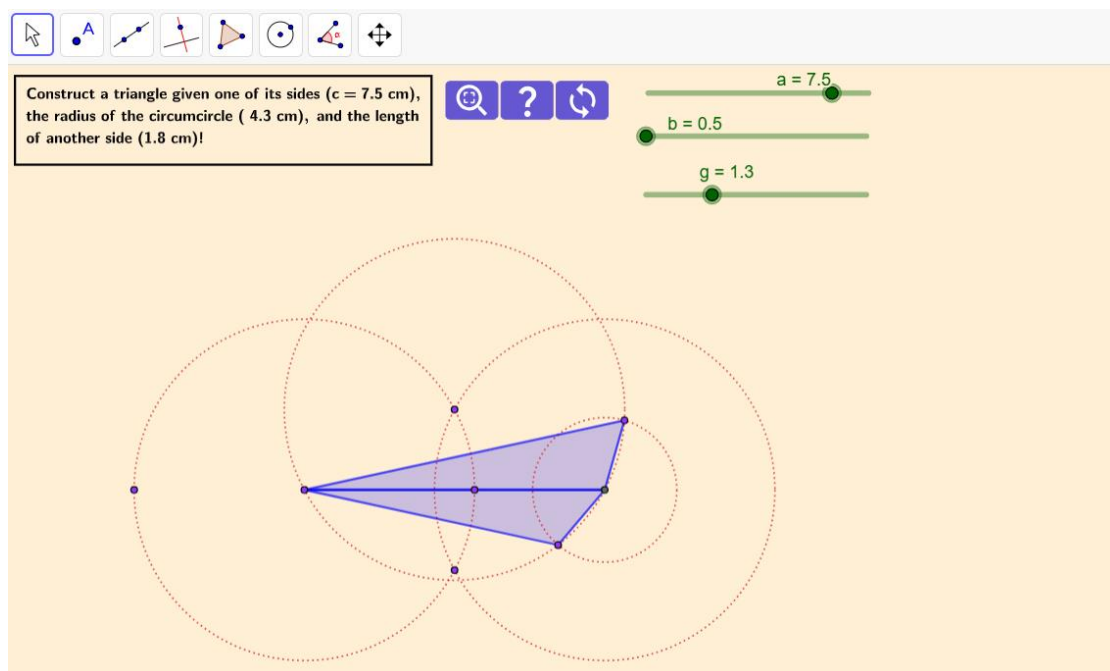 A
α
Construct a triangle given one of its sides (c = 7.5 cm),
the radius of the circumcircle ( 4.3 cm), and the length
of another side (1.8 cm)!
?
a = 7.5
b = 0.5
g = 1.3